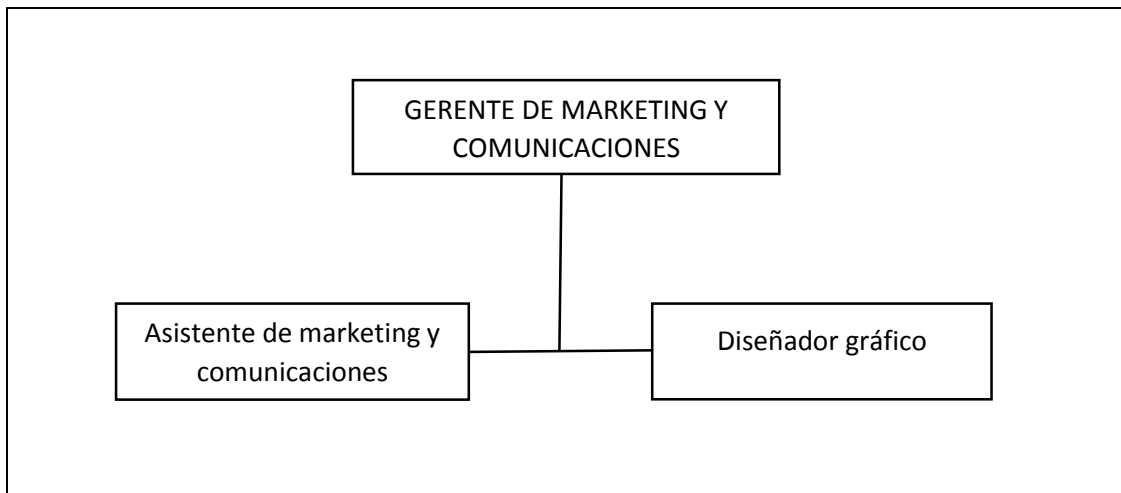 GERENTE DE MARKETING Y
COMUNICACIONES
Asistente de marketing y
comunicaciones
Diseñador gráfico